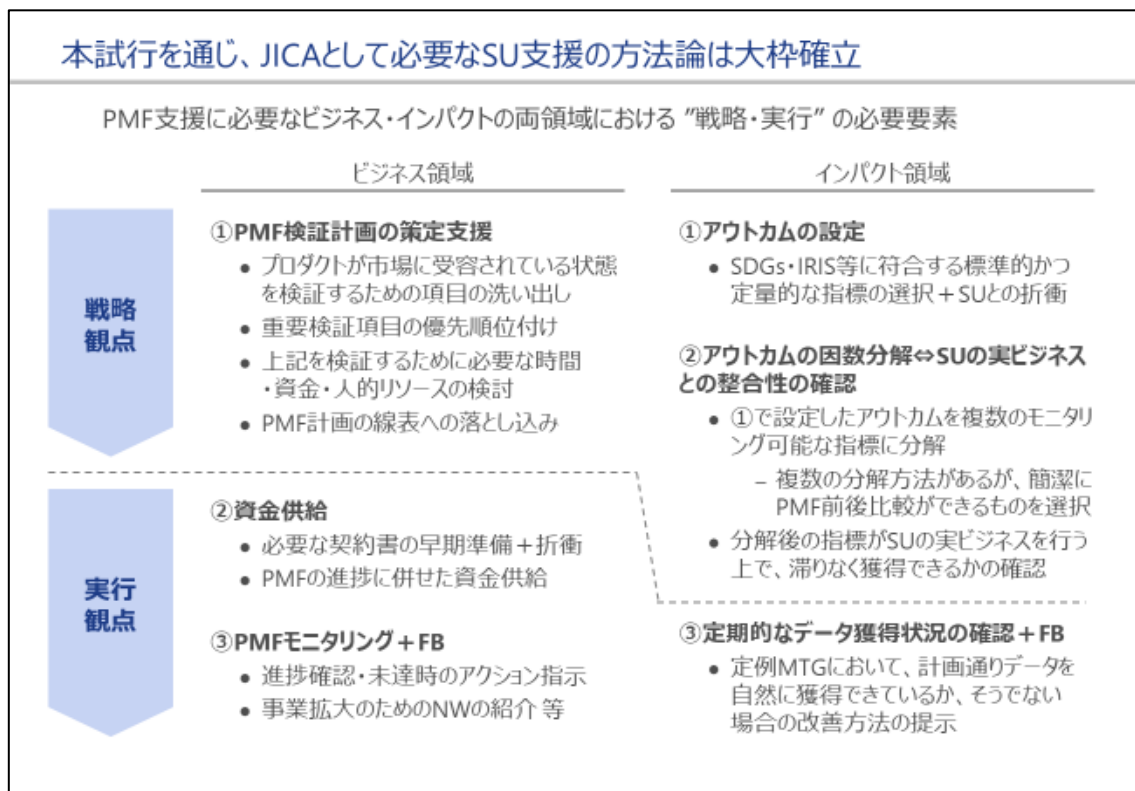 本試行を通じ、JICAとして必要なSU支援の方法論は大枠確立
PMF支援に必要なビジネス・インパクトの両領域における ”戦略・実行” の必要要素
ビジネス領域
インパクト領域
戦略
観点
①PMF検証計画の策定支援
● プロダクトが市場に受容されている状態
を検証するための項目の洗い出し
● 重要検証項目の優先順位付け
● 上記を検証するために必要な時間
・資金・人的リソースの検討
● PMF計画の線表への落とし込み
①アウトカムの設定
● SDGs・IRIS等に符合する標準的かつ
定量的な指標の選択＋SUとの折衝
②アウトカムの因数分解⇔SUの実ビジネス
との整合性の確認
● ①で設定したアウトカムを複数のモニタリ
ング可能な指標に分解
– 複数の分解方法があるが、簡潔に
PMF前後比較ができるものを選択
● 分解後の指標がSUの実ビジネスを行う
上で、滞りなく獲得できるかの確認
実行
観点
②資金供給
● 必要な契約書の早期準備＋折衝
● PMFの進捗に併せた資金供給
③PMFモニタリング＋FB
● 進捗確認・未達時のアクション指示
● 事業拡大のためのNWの紹介 等
③定期的なデータ獲得状況の確認＋FB
● 定例MTGにおいて、計画通りデータを
自然に獲得できているか、そうでない
場合の改善方法の提示